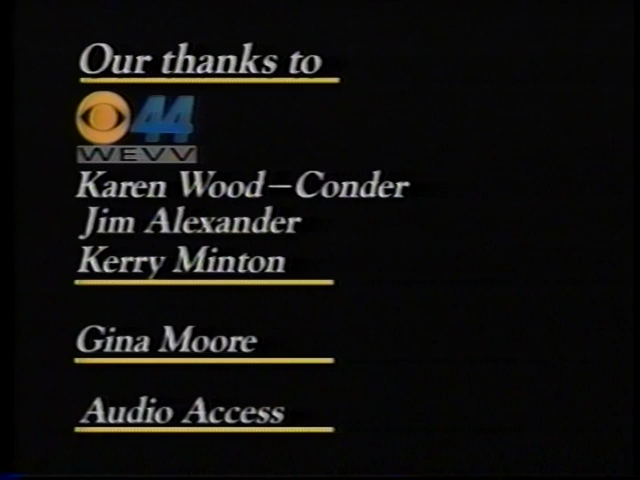 Our thanks to
44
WEVV
Karen Wood-Conder
Jim Alexander
Kerry Minton
Gina Moore
Audio Access